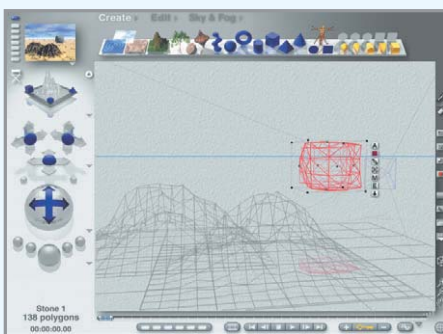 Create Edit Sky & Fog
A
M
Stone 1
138 polygons
00:00:00.00